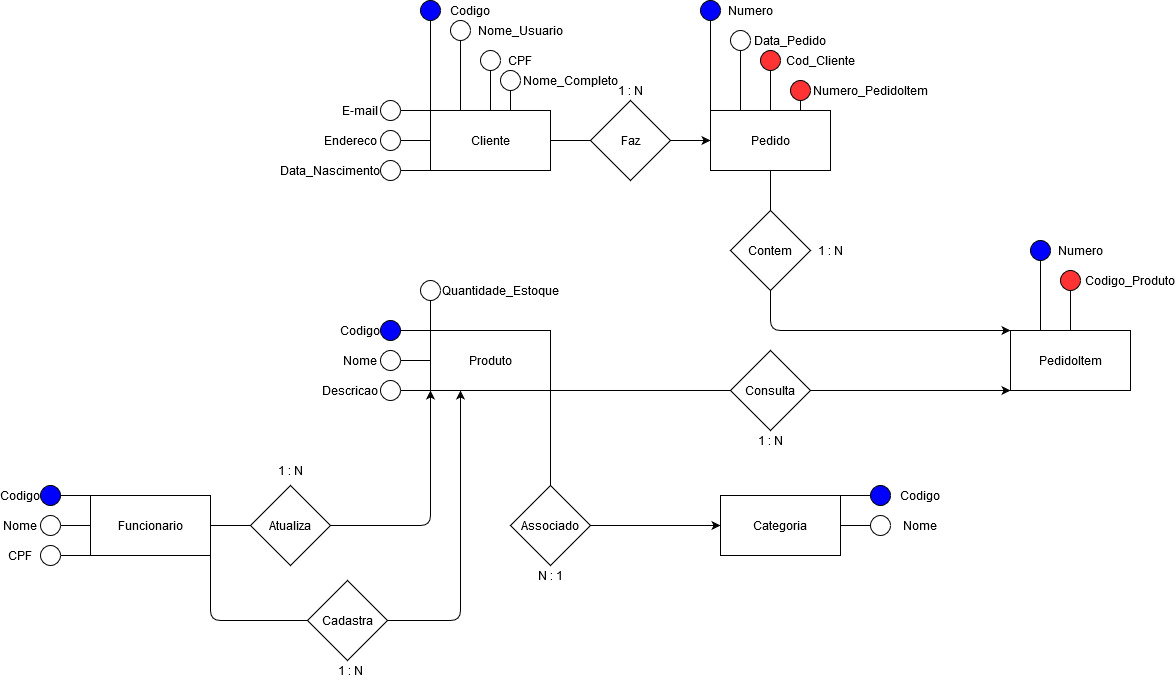 Codigo
Numero
Nome_Usuario
Data_Pedido
CPF
Cod_Cliente
Nome_Completo
1 : N
Numero_PedidoItem
E-mail
Endereco
Cliente
Faz
Pedido
Data_Nascimento
Contem
1 : N
Numero
Codigo_Produto
Quantidade_Estoque
Codigo
Nome
Produto
PedidoItem
Descricao
Consulta
1 : N
1 : N
Codigo
Codigo
Nome
Funcionario
Atualiza
Associado
Categoria
Nome
CPF
N : 1
Cadastra
1 : N